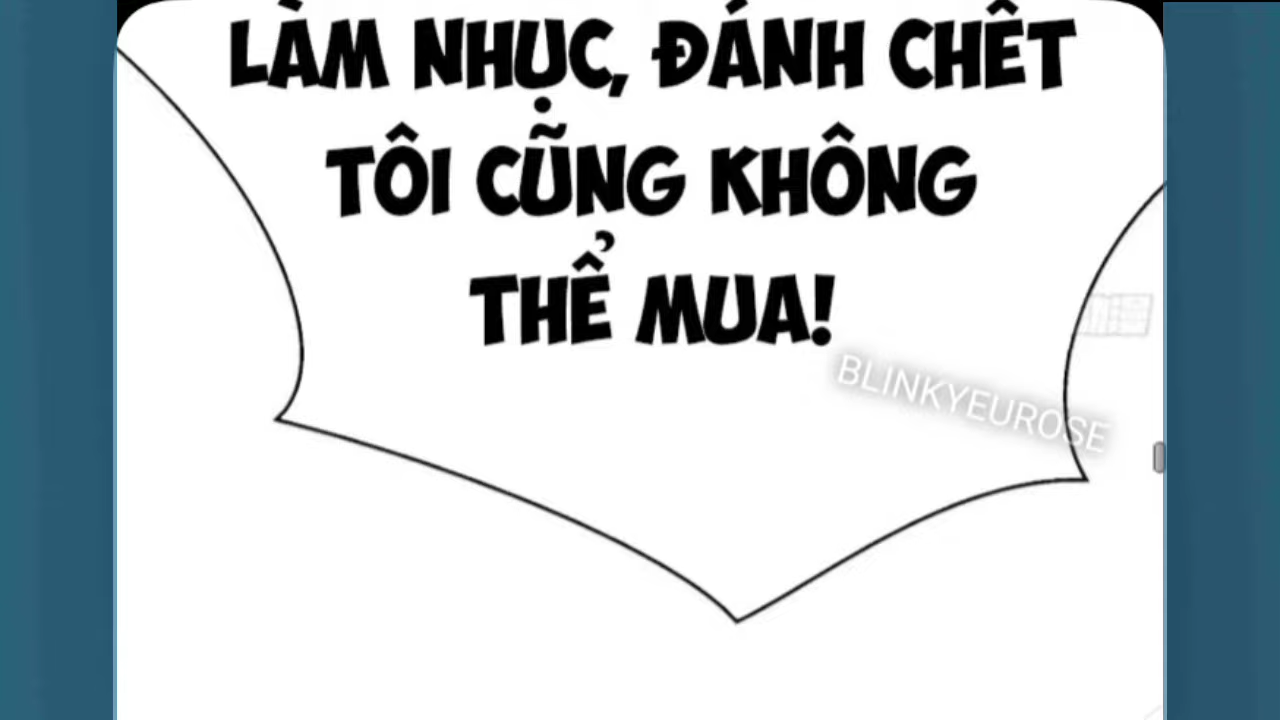 LÀM NHỤC, ĐÁNH CHẾT
TÔI CŨNG KHÔNG
THỂ MUA!
BLINKYEUROSE